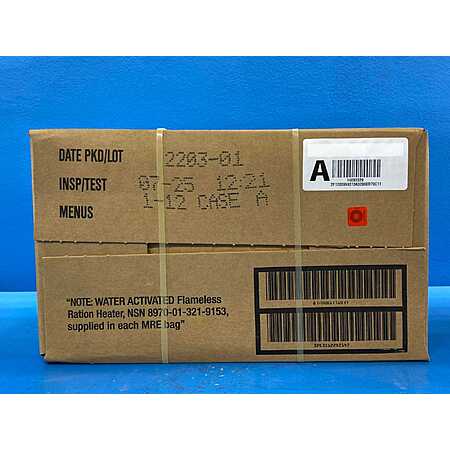 DATE PKD/LOT 2203-01
INSP/TEST 07-25 12:21
MENUS 1-12 CASE A
A
"NOTE: WATER ACTIVATED Flameless
Ration Heater, NSN 8970-01-321-9153,
supplied in each MRE bag"